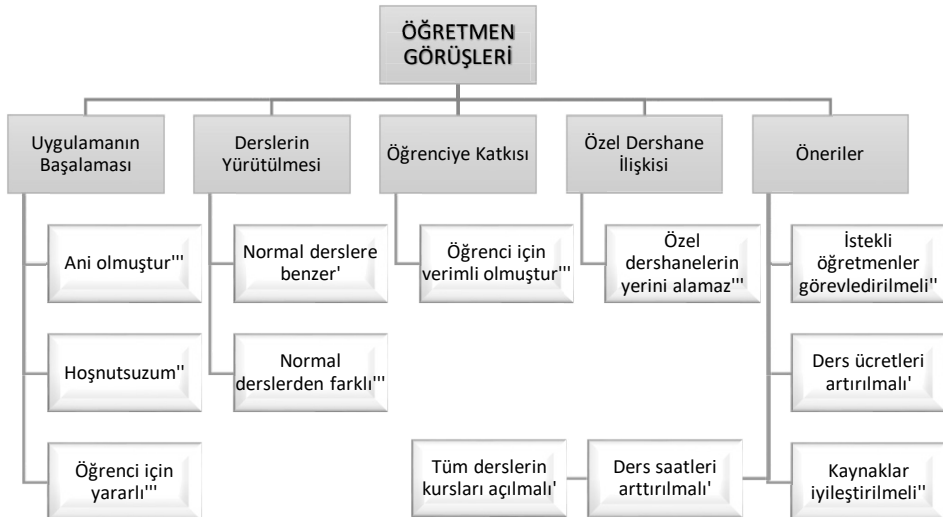 ÖĞRETMEN
GÖRÜŞLERİ
Uygulamanın
Başalaması
Derslerin
Yürütülmesi
Öğrenciye Katkısı
Özel Dershane
İlişkisi
Öneriler
Ani olmuştur'''
Hoşnutsuzum''
Öğrenci için
yararlı'''
Normal derslere
benzer'
Normal
derslerden farklı'''
Öğrenci için
verimli olmuştur'''
Özel
dershanelerin
yerini alamaz'''
İstekli
öğretmenler
görevledirilmeli''
Ders ücretleri
artırılmalı'
Kaynaklar
iyileştirilmeli''
Ders saatleri
arttırılmalı'
Tüm derslerin
kursları açılmalı'